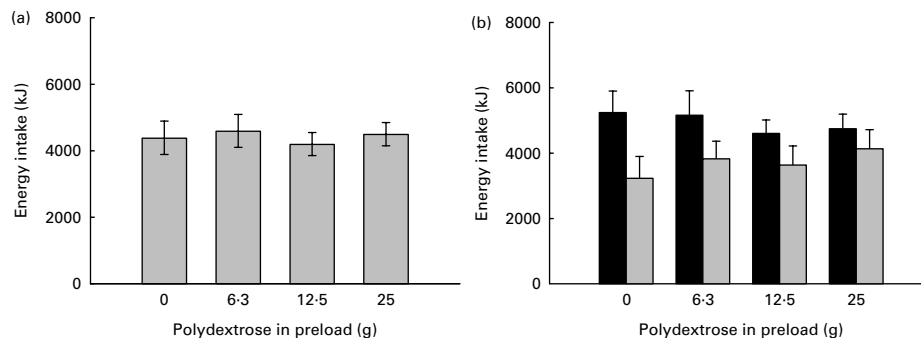 (a)
8000
6000
4000
2000
0
Energy intake (kJ)
0 6·3 12·5 25
Polydextrose in preload (g)
(b)
8000
6000
4000
2000
0
Energy intake (kJ)
0 6·3 12·5 25
Polydextrose in preload (g)